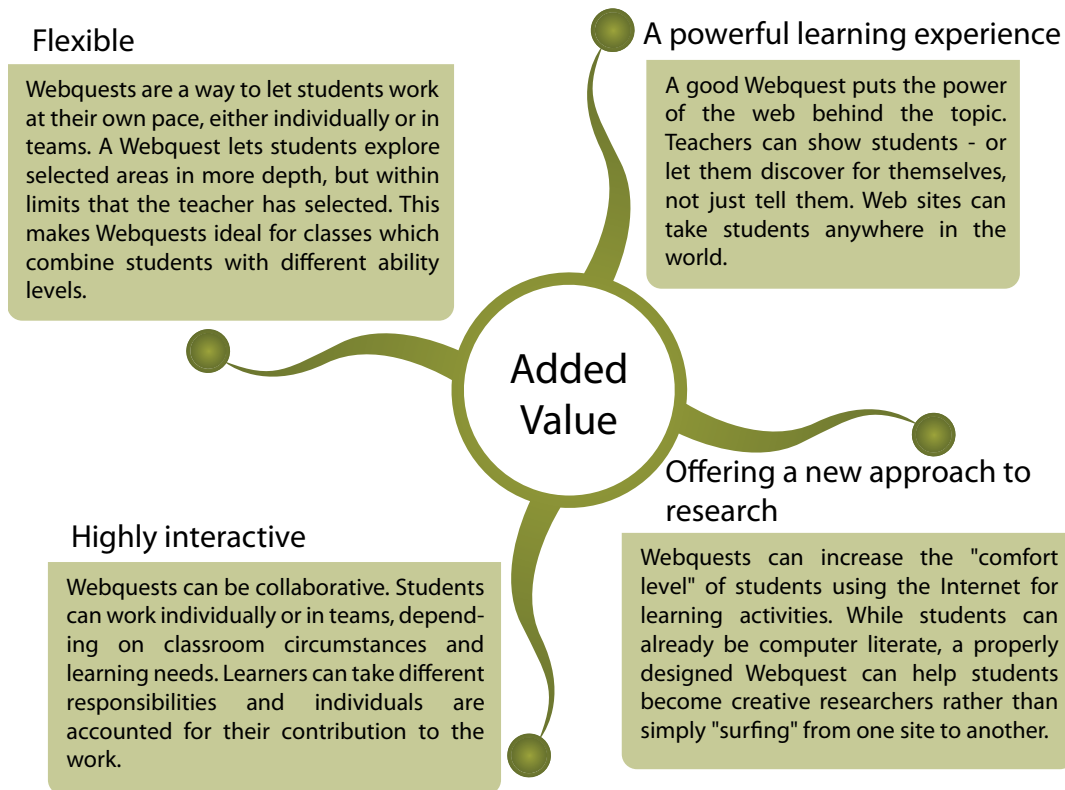 Flexible
Webquests are a way to let students work
at their own pace, either individually or in
teams. A Webquest lets students explore
selected areas in more depth, but within
limits that the teacher has selected. This
makes Webquests ideal for classes which
combine students with different ability
levels.
A powerful learning experience
A good Webquest puts the power
of the web behind the topic.
Teachers can show students - or
let them discover for themselves,
not just tell them. Web sites can
take students anywhere in the
world.
Added
Value
Highly interactive
Webquests can be collaborative. Students
can work individually or in teams, depend-
ing on classroom circumstances and
learning needs. Learners can take different
responsibilities and individuals are
accounted for their contribution to the
work.
Offering a new approach to
research
Webquests can increase the "comfort
level" of students using the Internet for
learning activities. While students can
already be computer literate, a properly
designed Webquest can help students
become creative researchers rather than
simply "surfing" from one site to another.